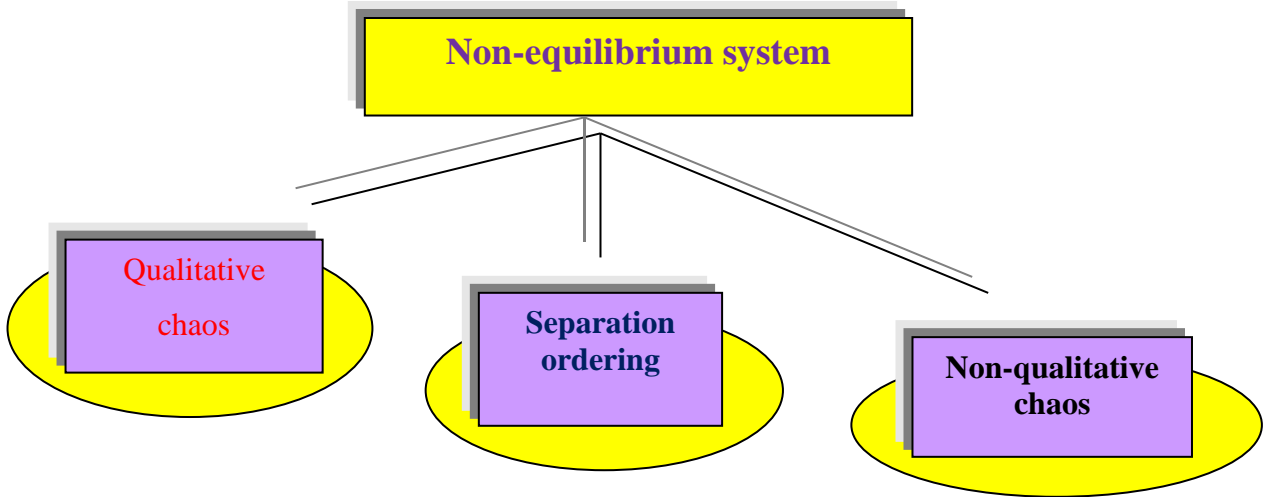 Non-equilibrium system
Qualitative
chaos
Separation
ordering
Non-qualitative
chaos